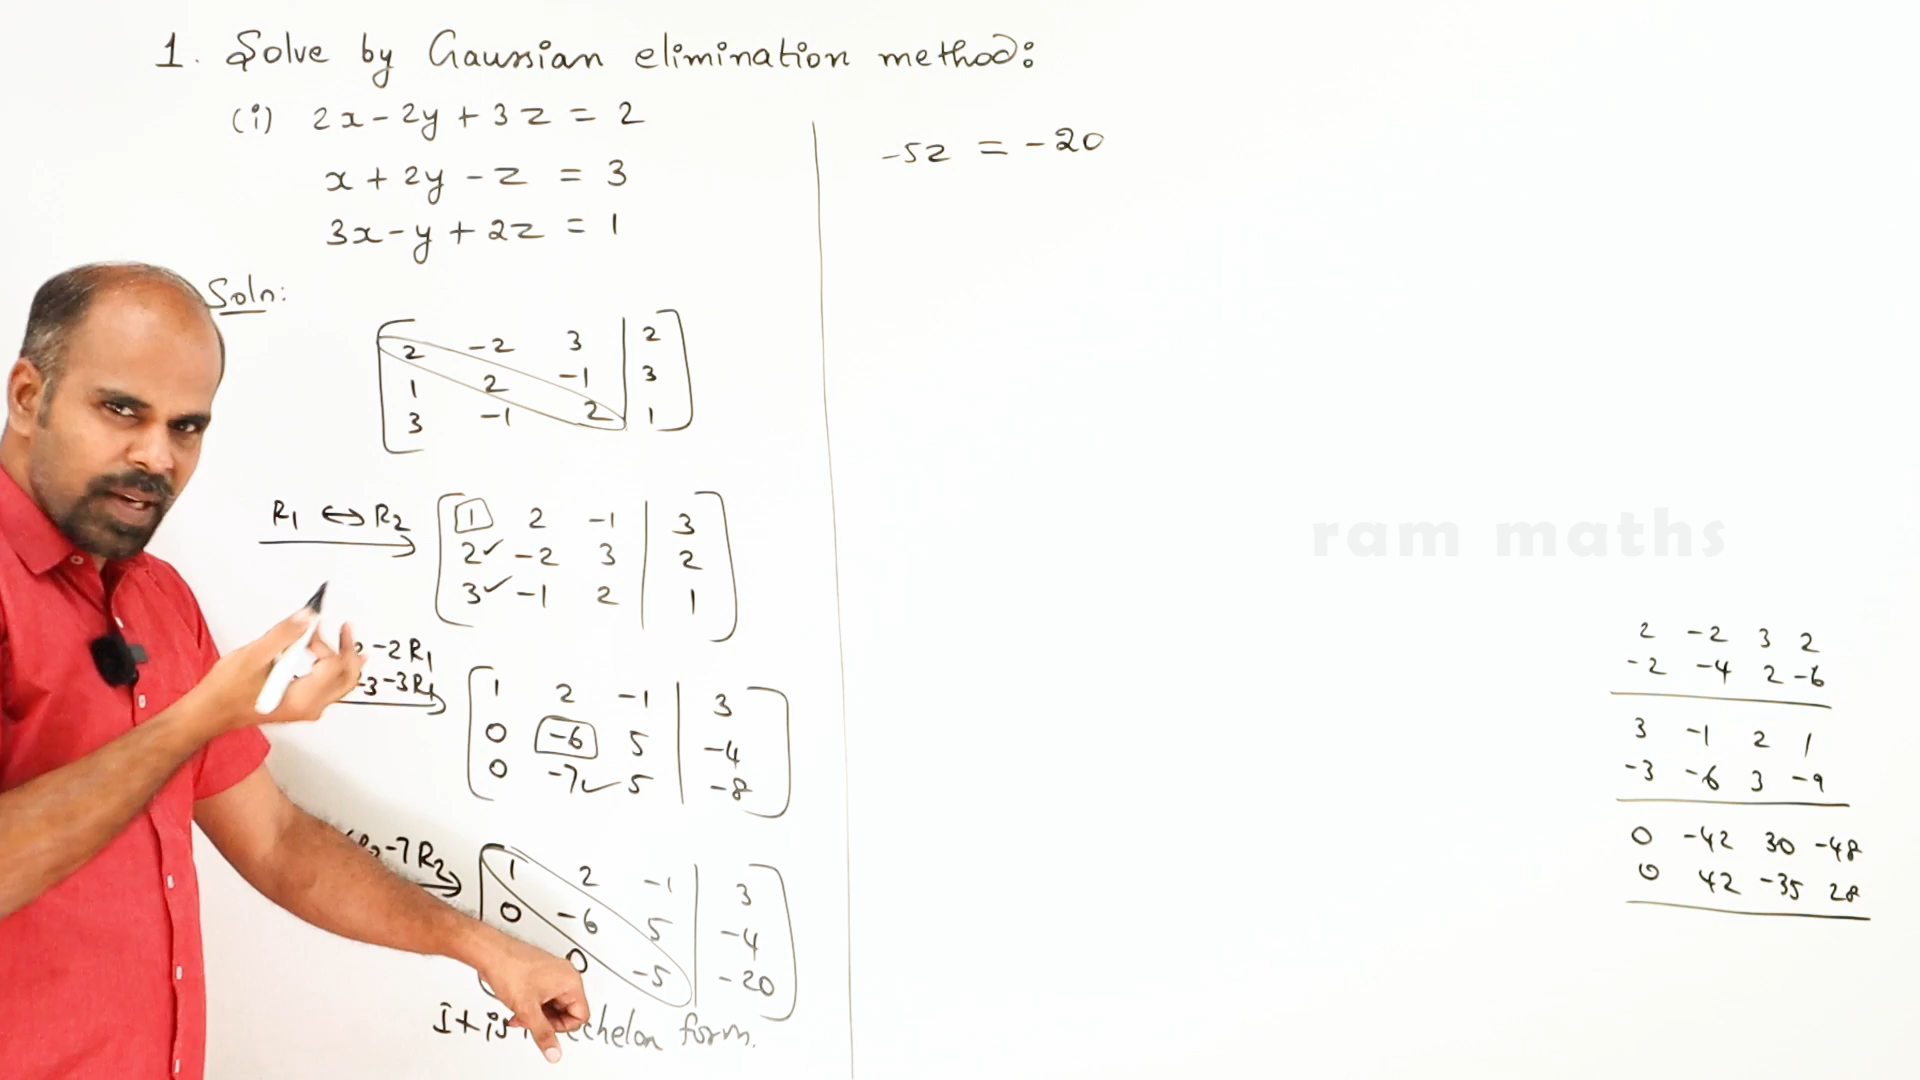 1. Solve by Gaussian elimination method:
(i) 2x - 2y + 3z = 2
x + 2y - z = 3
3x - y + 2z = 1
Soln:
2 -2 3 | 2
1 2 -1 | 3
3 -1 2 | 1
R1 ↔ R2
1 2 -1 | 3
2✓ -2 3 | 2
3✓ -1 2 | 1
-2R1
3-3R1
1 2 -1 | 3
0 -6 5 | -4
0 -7✓ 5 | -8
-7R2
1 2 -1 | 3
0 -6 5 | -4
0 -5 | -20
It is echelon form.
-5z = -20
ram maths
2 -2 3 2
-2 -4 2 -6
3 -1 2 1
-3 -6 3 -9
0 -42 30 -48
0 42 -35 28